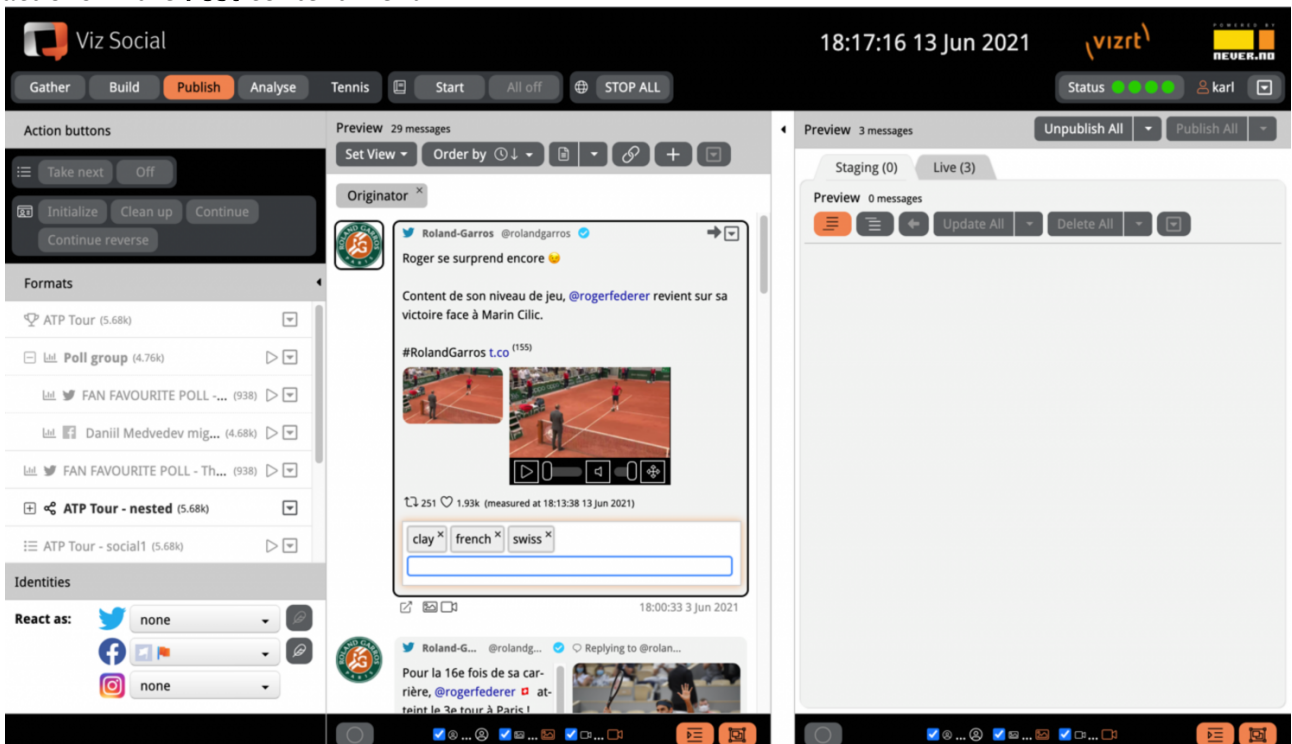 Viz Social
18:17:16 13 Jun 2021
vizrt
POWERED BY
NEVER.NO
Gather Build Publish Analyse Tennis Start All off STOP ALL
Status karl
Action buttons
Take next Off
Initialize Clean up Continue
Continue reverse
Formats
ATP Tour (5.68k)
Poll group (4.76k)
FAN FAVOURITE POLL -... (938)
Daniil Medvedev mig... (4.68k)
FAN FAVOURITE POLL - Th... (938)
ATP Tour - nested (5.68k)
ATP Tour - social1 (5.68k)
Identities
React as: none
none
Preview 29 messages
Set View Order by
Originator ×
ROLAND GARROS
PARIS
Roland-Garros @rolandgarros
Roger se surprend encore 😉
Content de son niveau de jeu, @rogerfederer revient sur sa
victoire face à Marin Cilic.
#RolandGarros t.co (155)
251 1.93k (measured at 18:13:38 13 Jun 2021)
clay × french × swiss ×
18:00:33 3 Jun 2021
Roland-G... @rolandg... Replying to @rolan...
Pour la 16e fois de sa car-
rière, @rogerfederer 🇨🇭 at-
teint le 3e tour à Paris !
Preview 3 messages
Unpublish All Publish All
Staging (0) Live (3)
Preview 0 messages
Update All Delete All